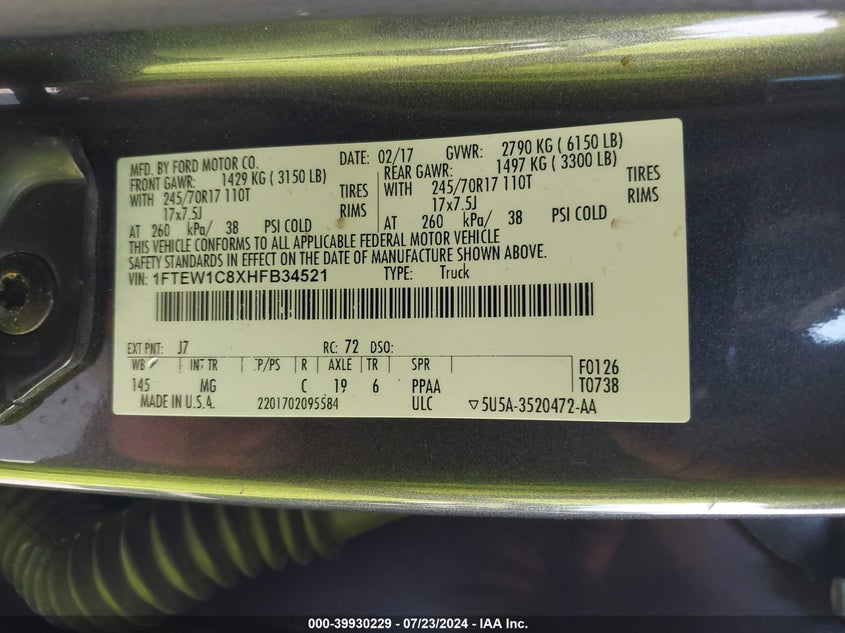 MFD. BY FORD MOTOR CO. DATE: 02/17 GVWR: 2790 KG ( 6150 LB)
FRONT GAWR: 1429 KG ( 3150 LB) REAR GAWR: 1497 KG ( 3300 LB)
WITH 245/70R17 110T TIRES WITH 245/70R17 110T TIRES
17x7.5J RIMS 17x7.5J RIMS
AT 260 kPa/ 38 PSI COLD AT 260 kPa/ 38 PSI COLD
THIS VEHICLE CONFORMS TO ALL APPLICABLE FEDERAL MOTOR VEHICLE
SAFETY STANDARDS IN EFFECT ON THE DATE OF MANUFACTURE SHOWN ABOVE.
VIN: 1FTEW1C8XHFB34521 TYPE: Truck
EXT PNT: J7 RC: 72 DSO:
WB INT TR TP/PS R AXLE TR SPR F0126
145 MG C 19 6 PPAA T0738
MADE IN U.S.A. 2201702095584 ULC ▽5U5A-3520472-AA
000-39930229 - 07/23/2024 - IAA Inc.